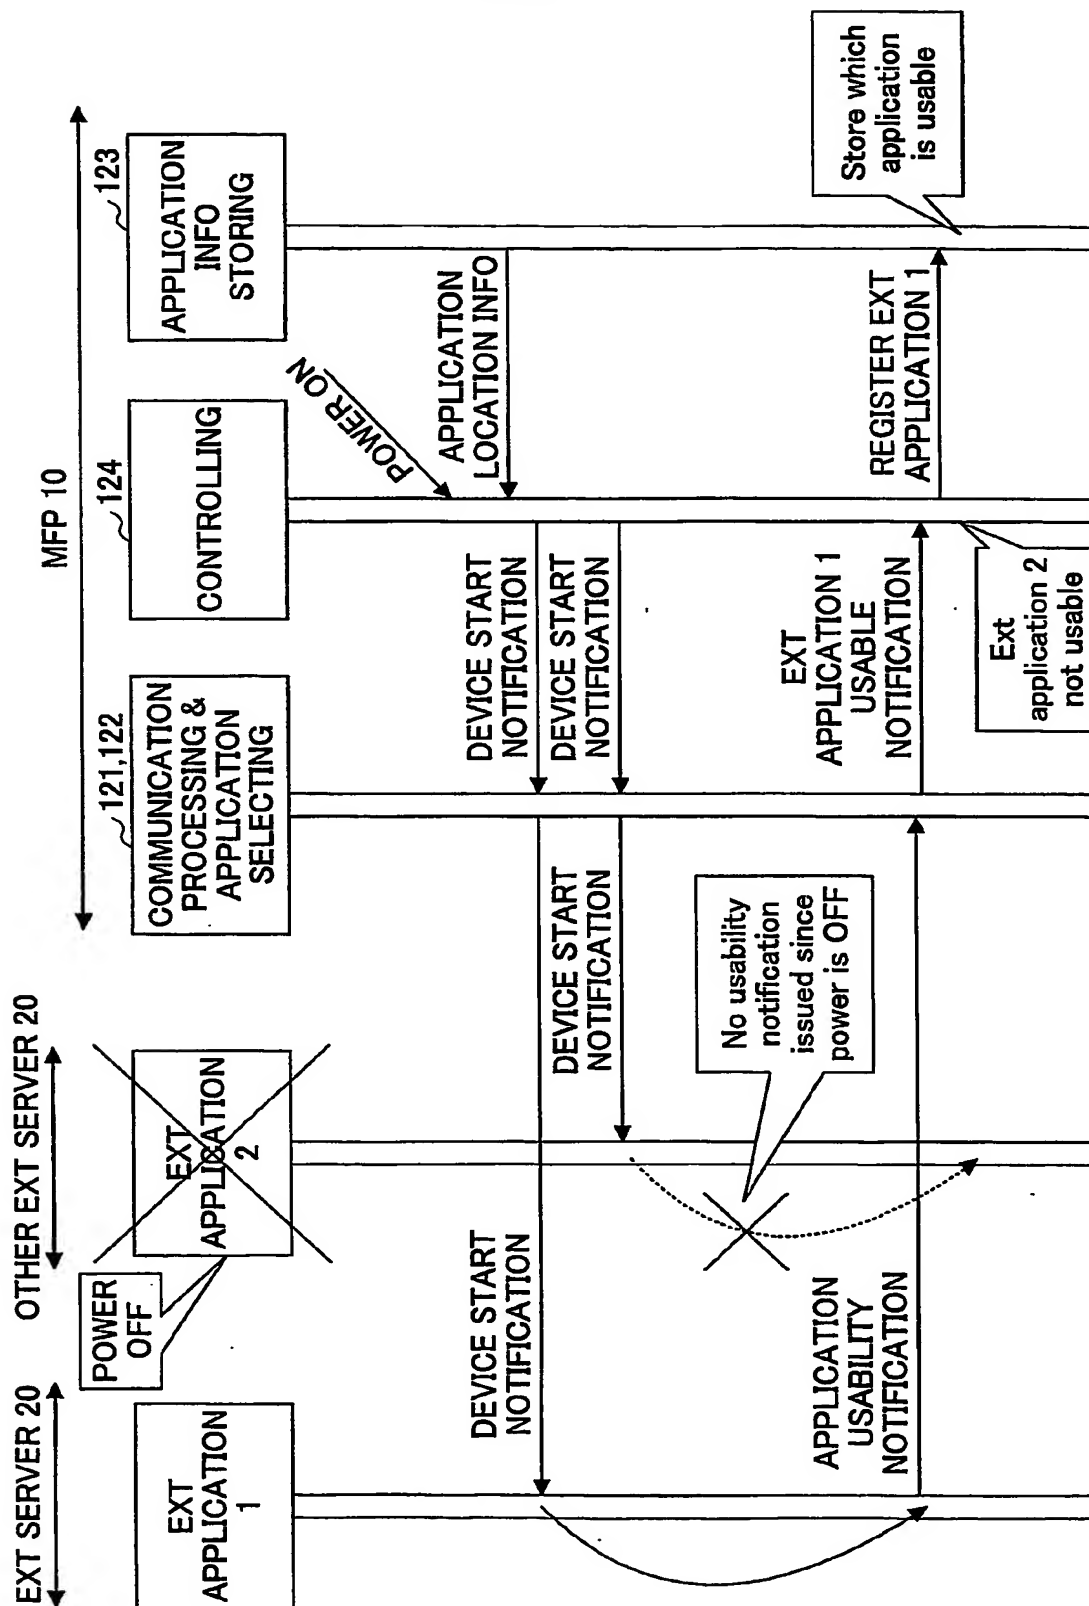 EXT SERVER 20
OTHER EXT SERVER 20
MFP 10
EXT
APPLICATION
1
POWER
OFF
EXT
APPLICATION
2
121,122
COMMUNICATION
PROCESSING &
APPLICATION
SELECTING
124
CONTROLLING
123
APPLICATION
INFO
STORING
POWER ON
APPLICATION
LOCATION INFO
DEVICE START
NOTIFICATION
DEVICE START
NOTIFICATION
DEVICE START
NOTIFICATION
DEVICE START
NOTIFICATION
No usability
notification
issued since
power is OFF
APPLICATION
USABILITY
NOTIFICATION
EXT
APPLICATION 1
USABLE
NOTIFICATION
REGISTER EXT
APPLICATION 1
Store which
application
is usable
Ext
application 2
not usable